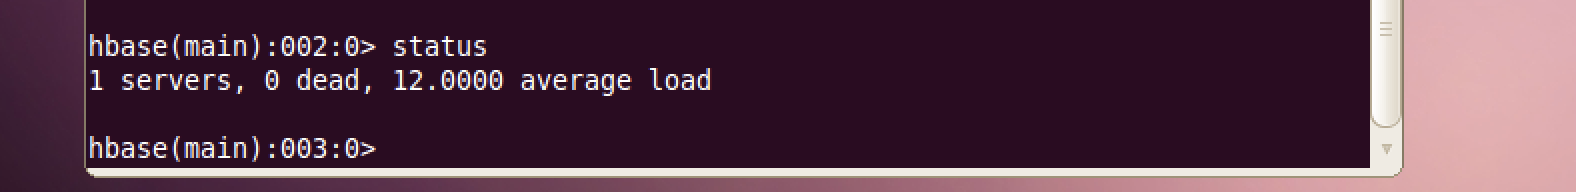 hbase(main):002:0> status
1 servers, 0 dead, 12.0000 average load
hbase(main):003:0>